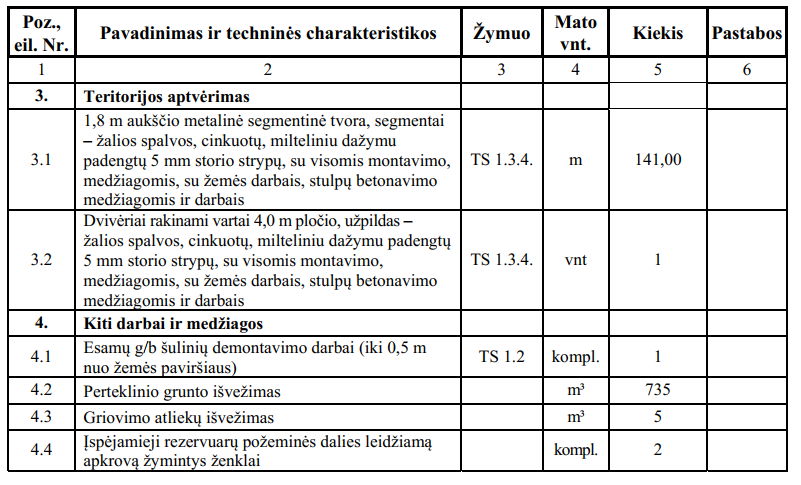 Poz., eil. Nr. Pavadinimas ir techninės charakteristikos Žymuo Mato vnt. Kiekis Pastabos
1 2 3 4 5 6
3. Teritorijos aptvėrimas
1,8 m aukščio metalinė segmentinė tvora, segmentai
– žalios spalvos, cinkuotų, milteliniu dažymu
3.1 padengtų 5 mm storio strypų, su visomis montavimo, TS 1.3.4. m 141,00
medžiagomis, su žemės darbais, stulpų betonavimo
medžiagomis ir darbais
Dvivėriai rakinami vartai 4,0 m pločio, užpildas –
žalios spalvos, cinkuotų, milteliniu dažymu padengtų
3.2 5 mm storio strypų, su visomis montavimo, TS 1.3.4. vnt 1
medžiagomis, su žemės darbais, stulpų betonavimo
medžiagomis ir darbais
4. Kiti darbai ir medžiagos
4.1 Esamų g/b šulinių demontavimo darbai (iki 0,5 m TS 1.2 kompl. 1
nuo žemės paviršiaus)
4.2 Perteklinio grunto išvežimas m³ 735
4.3 Griovimo atliekų išvežimas m³ 5
4.4 Įspėjamieji rezervuarų požeminės dalies leidžiamą kompl. 2
apkrovą žymintys ženklai